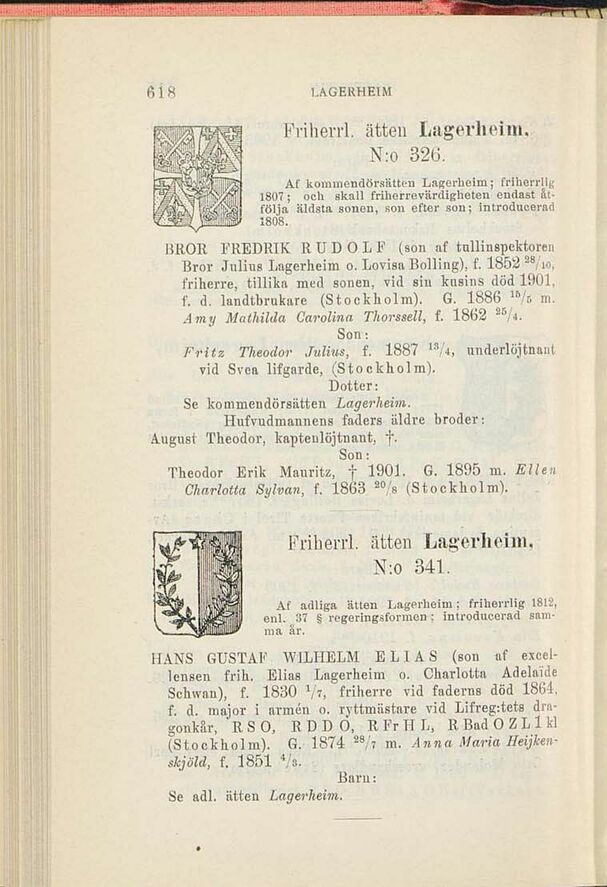 618 LAGERHEIM
Friherrl. ätten Lagerheim.
N:o 326.
Af kommendörsätten Lagerheim; friherrlig
1807; och skall friherrevärdigheten endast åt-
följa äldsta sonen, son efter son; introducerad
1808.
BROR FREDRIK RUDOLF (son af tullinspektoren
Bror Julius Lagerheim o. Lovisa Bolling), f. 1852 28/10,
friherre, tillika med sonen, vid sin kusins död 1901,
f. d. landtbrukare (Stockholm). G. 1886 15/5 m.
Amy Mathilda Carolina Thorssell, f. 1862 25/4.
Son:
Fritz Theodor Julius, f. 1887 13/4, underlöjtnant
vid Svea lifgarde, (Stockholm).
Dotter:
Se kommendörsätten Lagerheim.
Hufvudmannens faders äldre broder:
August Theodor, kaptenlöjtnant, †.
Son:
Theodor Erik Mauritz, † 1901. G. 1895 m. Ellen
Charlotta Sylvan, f. 1863 20/8 (Stockholm).
Friherrl. ätten Lagerheim.
N:o 341.
Af adliga ätten Lagerheim; friherrlig 1812,
enl. 37 § regeringsformen; introducerad sam-
ma år.
HANS GUSTAF WILHELM ELIAS (son af excel-
lensen frih. Elias Lagerheim o. Charlotta Adelaïde
Schwan), f. 1830 1/7, friherre vid faderns död 1864,
f. d. major i armén o. ryttmästare vid Lifreg:tets dra-
gonkår, RSO, RDDO, RFrHL, RBadOZL1kl
(Stockholm). G. 1874 28/7 m. Anna Maria Heijken-
skjöld, f. 1851 4/3.
Barn:
Se adl. ätten Lagerheim.